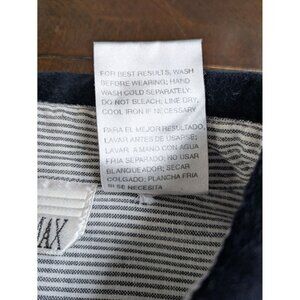 FOR BEST RESULTS, WASH
BEFORE WEARING; HAND
WASH COLD SEPARATELY;
DO NOT BLEACH; LINE DRY,
COOL IRON IF NECESSARY
PARA EL MEJOR RESULTADO,
LAVAR ANTES DE USARSE;
LAVAR A MANO CON AGUA
FRIA SEPARADO; NO USAR
BLANQUEADOR; SECAR
COLGADO; PLANCHA FRIA
SI SE NECESITA
MAX